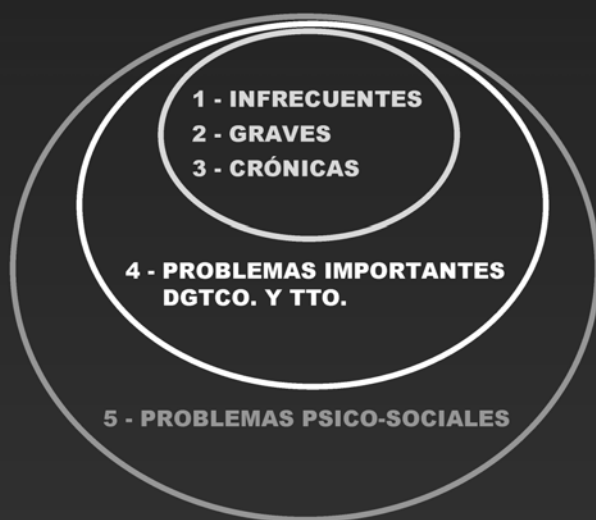 1 - INFRECUENTES
2 - GRAVES
3 - CRÓNICAS
4 - PROBLEMAS IMPORTANTES
DGTCO. Y TTO.
5 - PROBLEMAS PSICO-SOCIALES